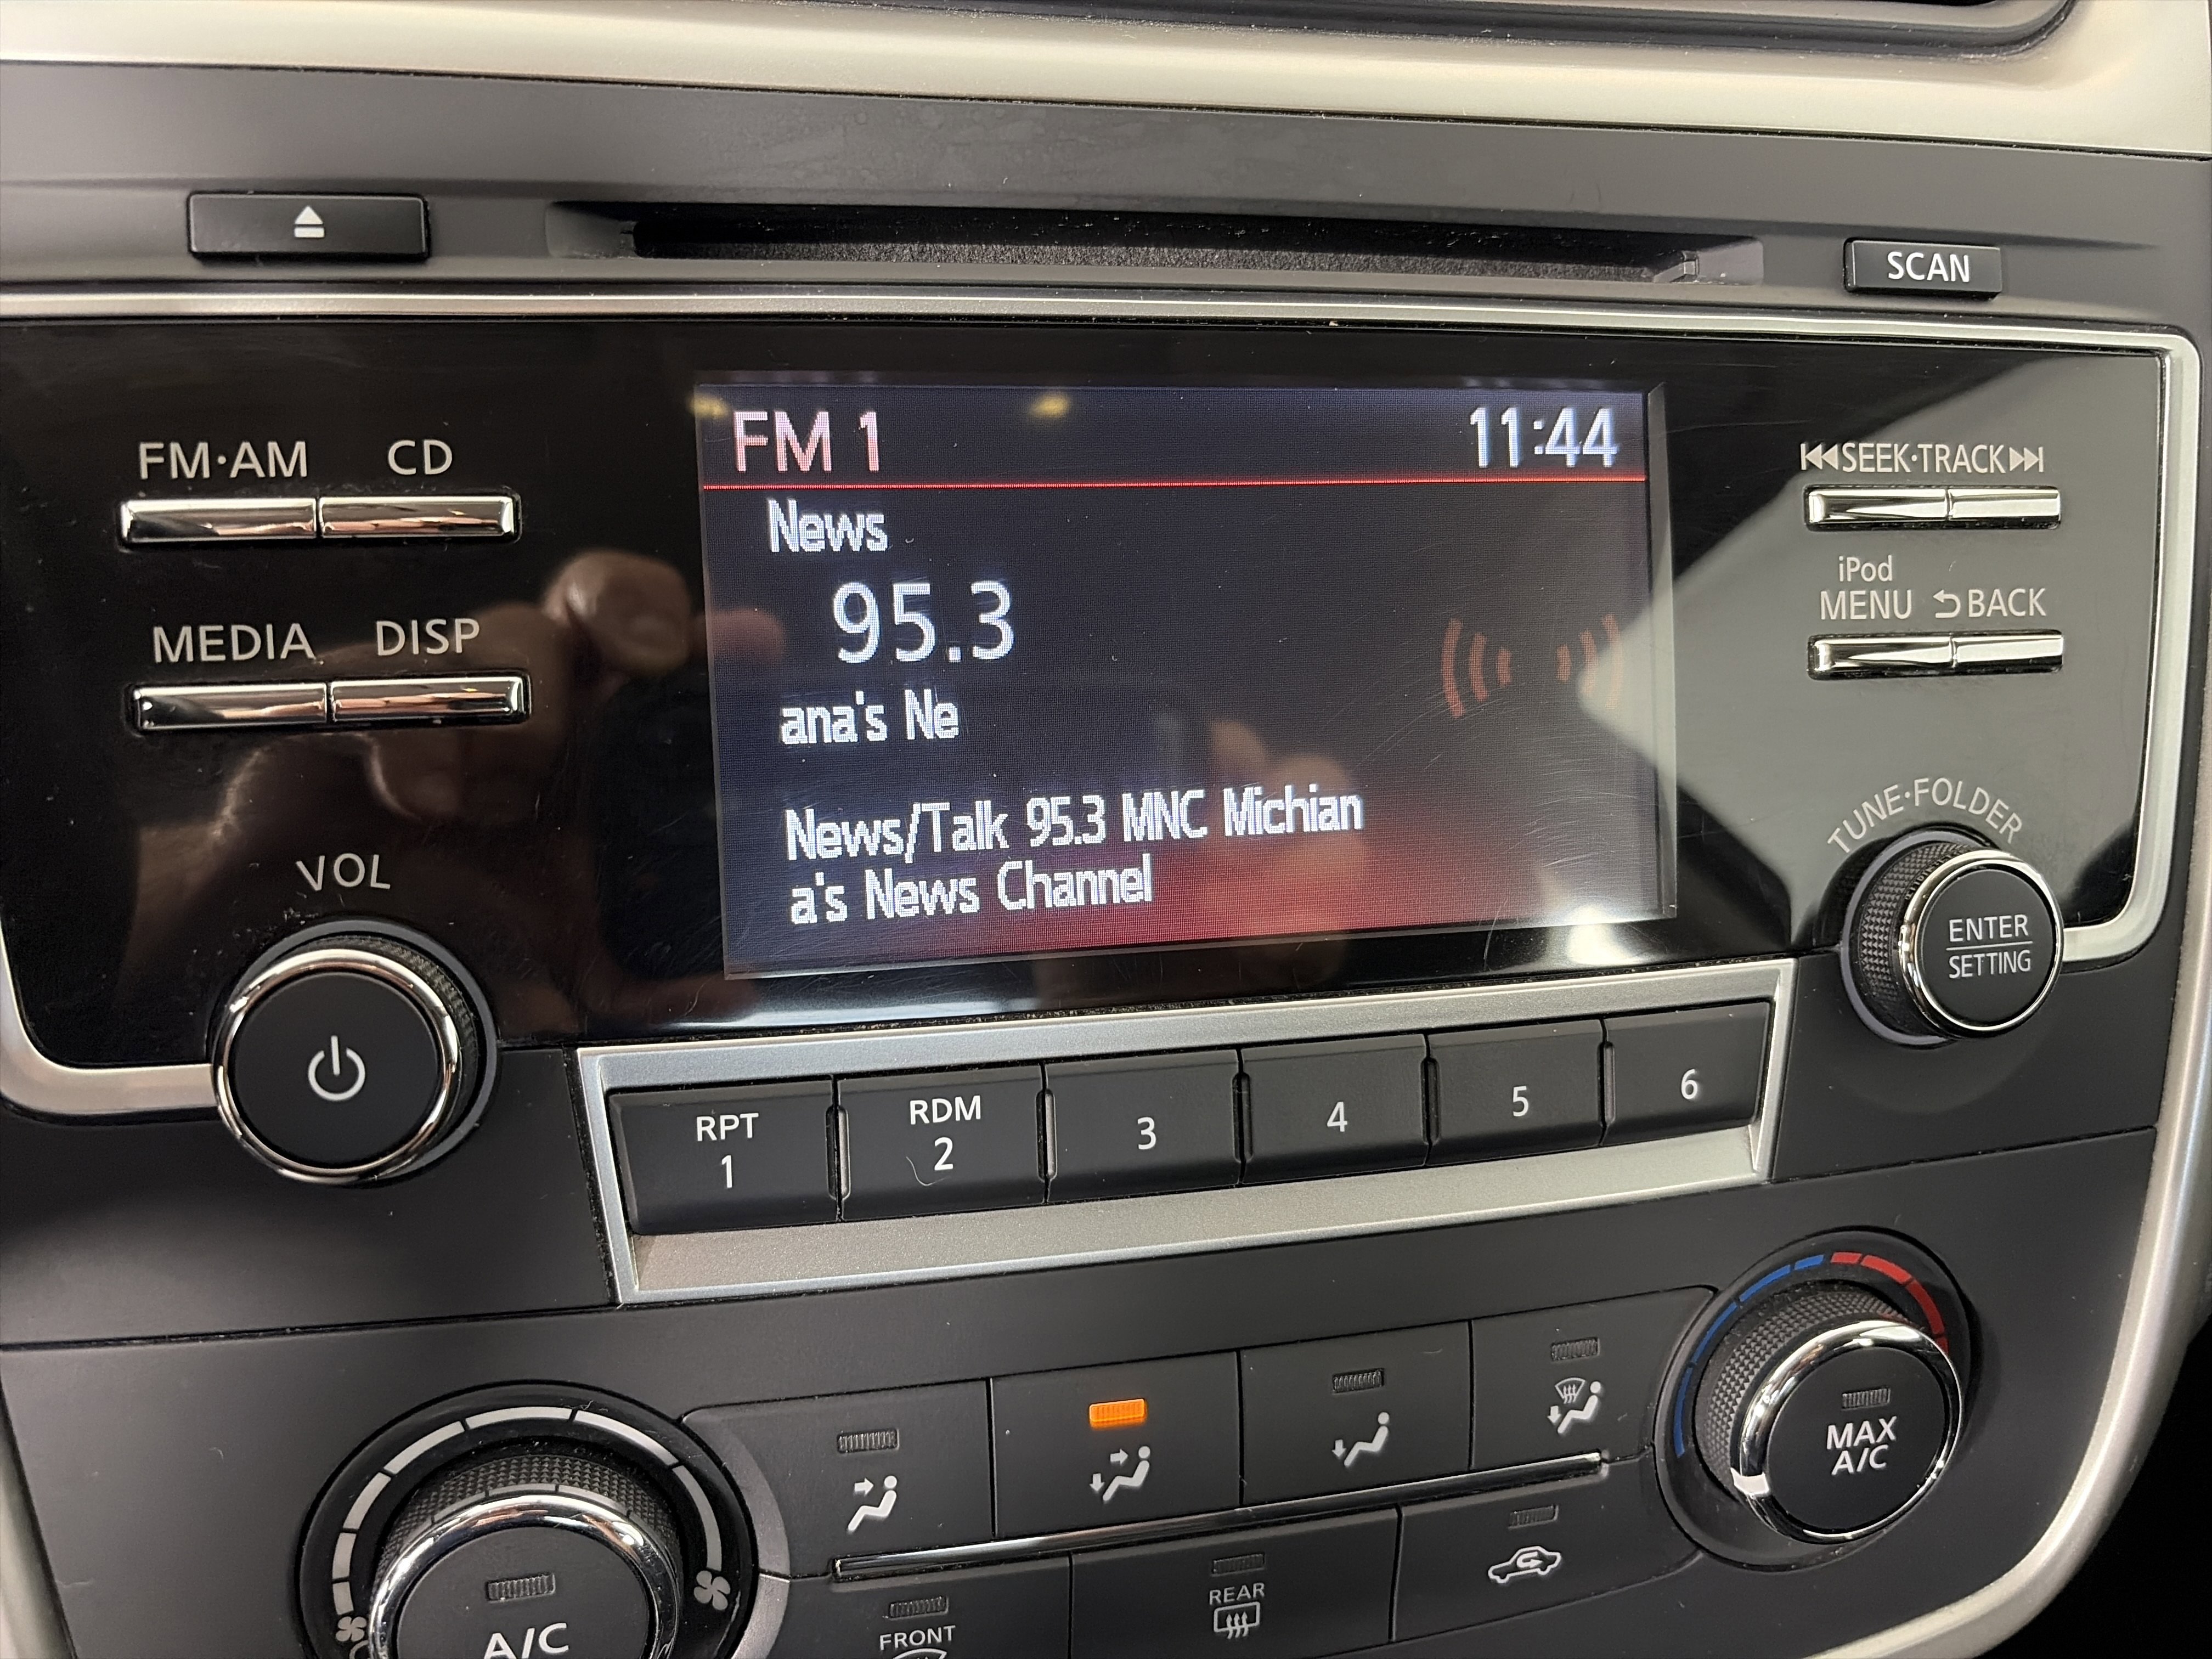 SCAN
FM·AM CD
FM 1 11:44
SEEK·TRACK
News
95.3
iPod
MENU BACK
MEDIA DISP
ana's Ne
News/Talk 95.3 MNC Michian
a's News Channel
TUNE·FOLDER
VOL
ENTER
SETTING
RPT
1
RDM
2
3
4
5
6
MAX
A/C
A/C
FRONT
REAR